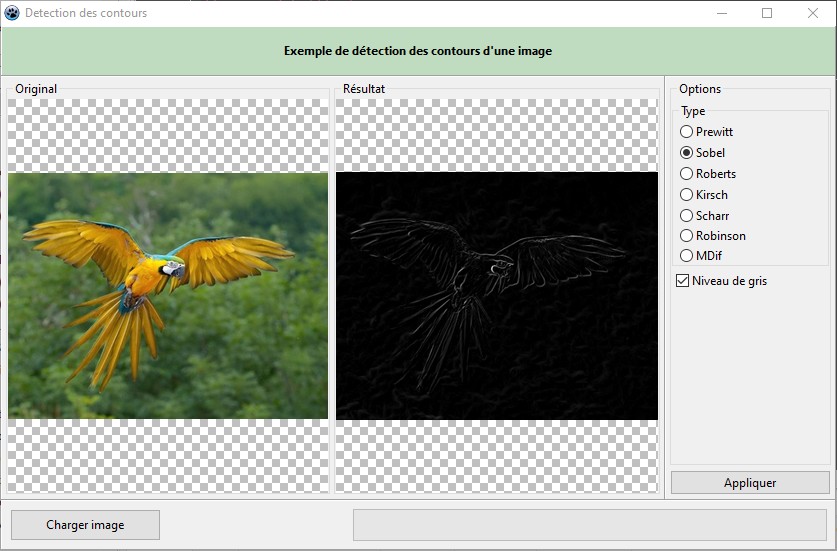 Detection des contours
Exemple de détection des contours d'une image
Original
Résultat
Options
Type
Prewitt
Sobel
Roberts
Kirsch
Scharr
Robinson
MDif
Niveau de gris
Appliquer
Charger image